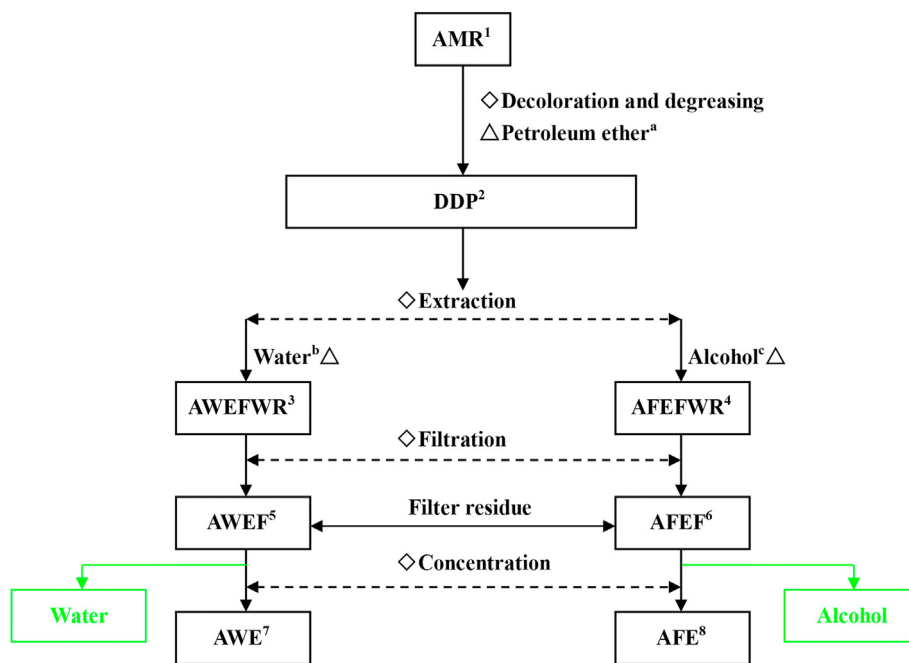 AMR¹
◇Decoloration and degreasing
△Petroleum etherᵃ
DDP²
◇Extraction
Waterᵇ△
Alcoholᶜ△
AWEFWR³
AFEFWR⁴
◇Filtration
AWEF⁵
Filter residue
AFEF⁶
◇Concentration
Water
Alcohol
AWE⁷
AFE⁸